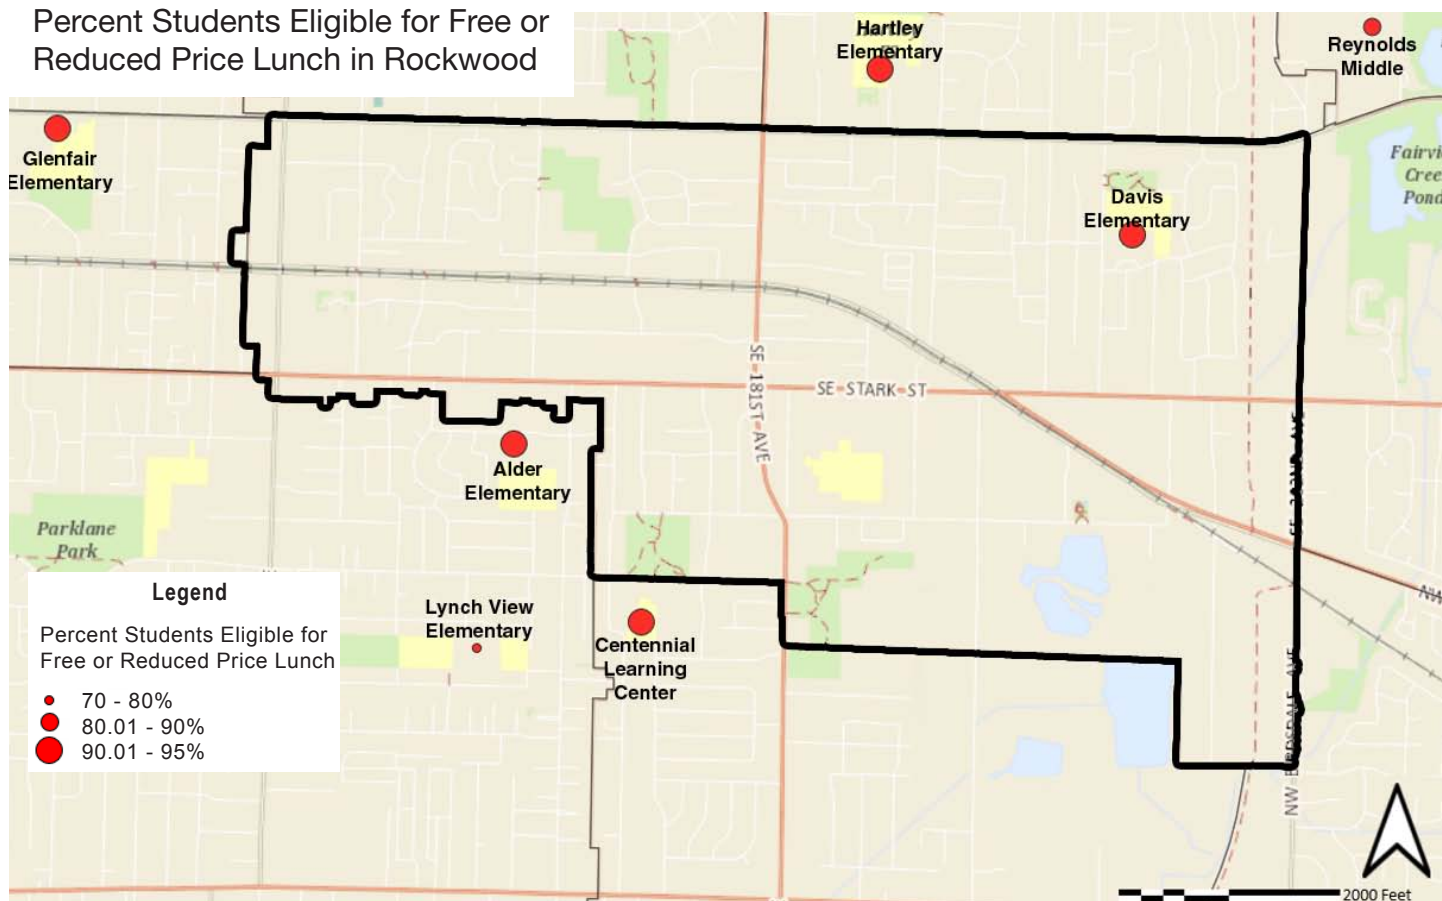 Percent Students Eligible for Free or
Reduced Price Lunch in Rockwood
Hartley
Elementary
Reynolds
Middle
Glenfair
Elementary
Davis
Elementary
Creek
SE 181ST AVE
SE STARK ST
Alder
Elementary
Parklane
Park
Lynch View
Elementary
Centennial
Learning
Center
NW
Legend
Percent Students Eligible for
Free or Reduced Price Lunch
70 - 80%
80.01 - 90%
90.01 - 95%
2000 Feet